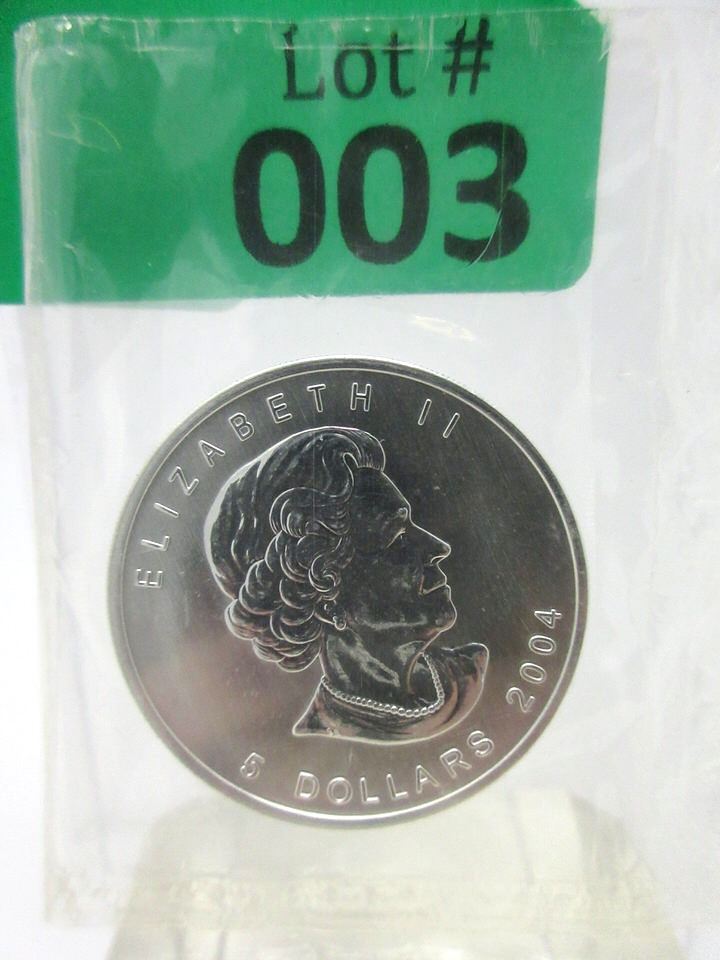 Lot #
003
ELIZABETH II
5 DOLLARS 2004